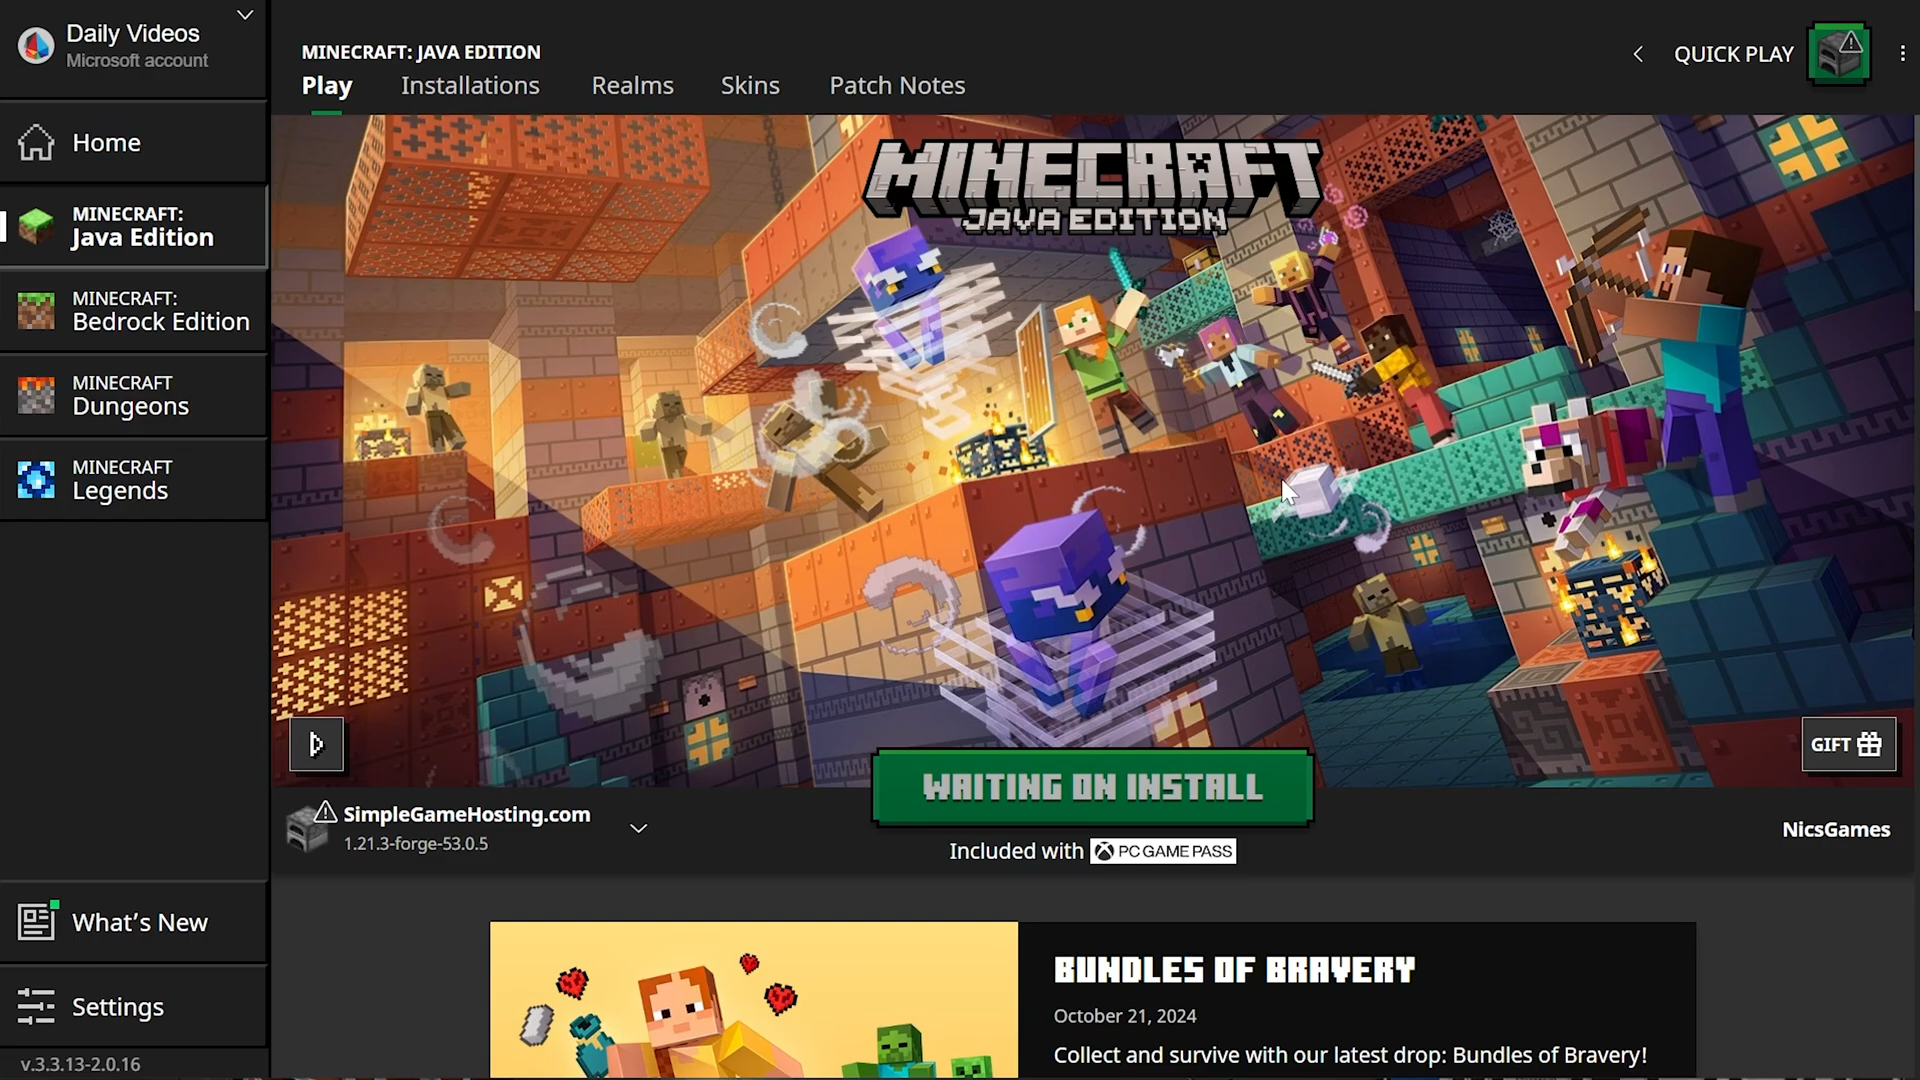 Daily Videos
Microsoft account
Home
MINECRAFT:
Java Edition
MINECRAFT:
Bedrock Edition
MINECRAFT
Dungeons
MINECRAFT
Legends
What's New
Settings
v.3.3.13-2.0.16
MINECRAFT: JAVA EDITION
Play Installations Realms Skins Patch Notes
QUICK PLAY
MINECRAFT
JAVA EDITION
GIFT
WAITING ON INSTALL
SimpleGameHosting.com
1.21.3-forge-53.0.5
Included with PC GAME PASS
NicsGames
BUNDLES OF BRAVERY
October 21, 2024
Collect and survive with our latest drop: Bundles of Bravery!